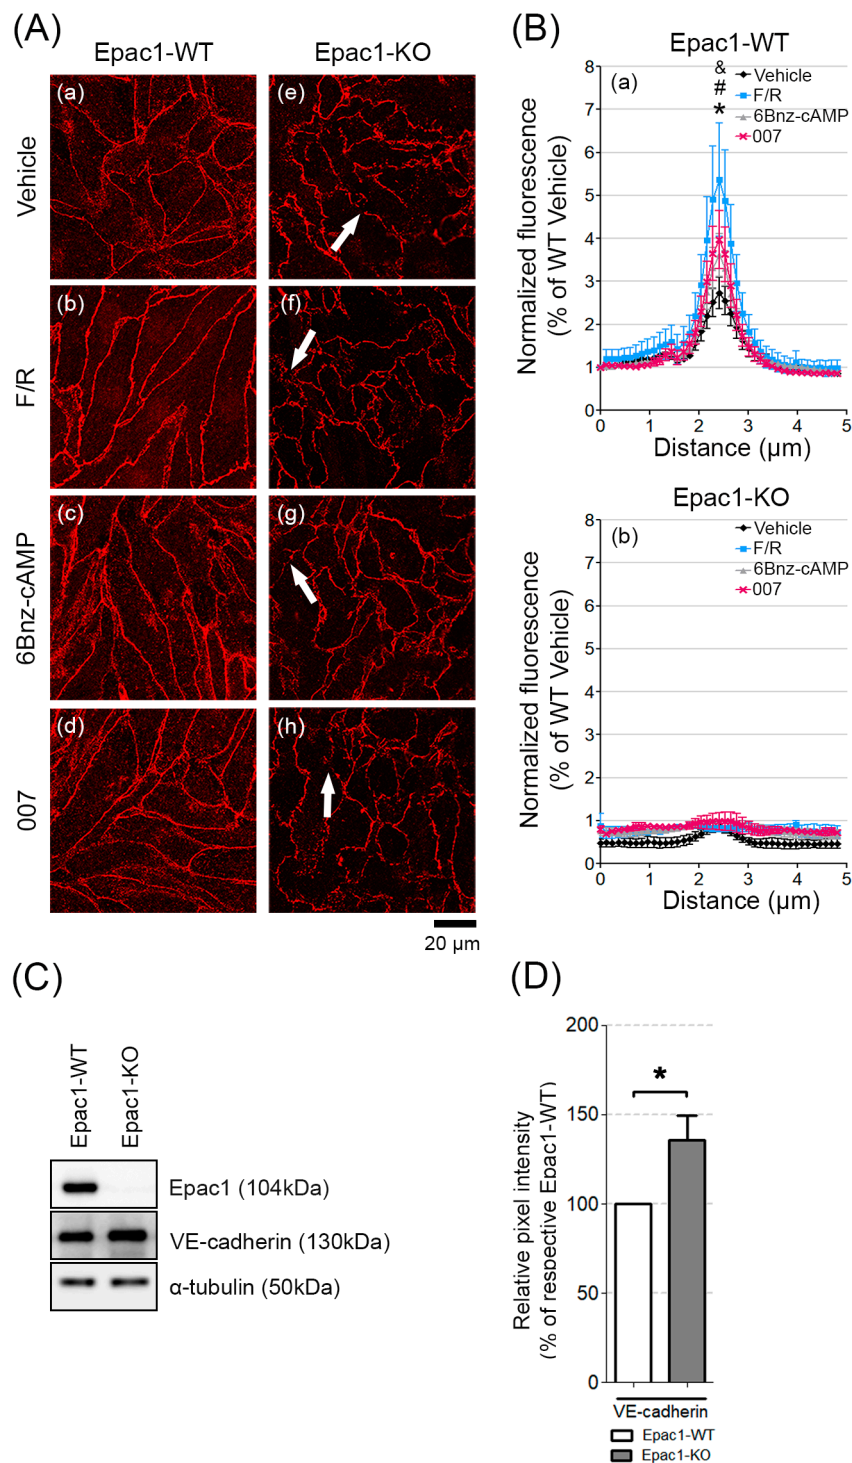 (A)
Epac1-WT
Epac1-KO
Vehicle
(a)
(e)
F/R
(b)
(f)
6Bnz-cAMP
(c)
(g)
007
(d)
(h)
20 µm
(B)
Epac1-WT
(a)
&
#
*
Vehicle
F/R
6Bnz-cAMP
007
Normalized fluorescence
(% of WT Vehicle)
8
7
6
5
4
3
2
1
0
0 1 2 3 4 5
Distance (µm)
Epac1-KO
(b)
Vehicle
F/R
6Bnz-cAMP
007
Normalized fluorescence
(% of WT Vehicle)
8
7
6
5
4
3
2
1
0
0 1 2 3 4 5
Distance (µm)
(C)
Epac1-WT
Epac1-KO
Epac1 (104kDa)
VE-cadherin (130kDa)
α-tubulin (50kDa)
(D)
Relative pixel intensity
(% of respective Epac1-WT)
200
150
100
50
0
*
VE-cadherin
Epac1-WT
Epac1-KO